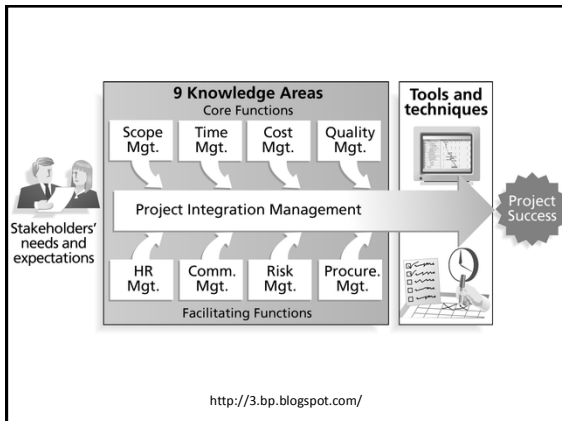 9 Knowledge Areas
Core Functions
Scope
Mgt.
Time
Mgt.
Cost
Mgt.
Quality
Mgt.
Tools and
techniques
Stakeholders’
needs and
expectations
Project Integration Management
Project
Success
HR
Mgt.
Comm.
Mgt.
Risk
Mgt.
Procure.
Mgt.
Facilitating Functions
http://3.bp.blogspot.com/